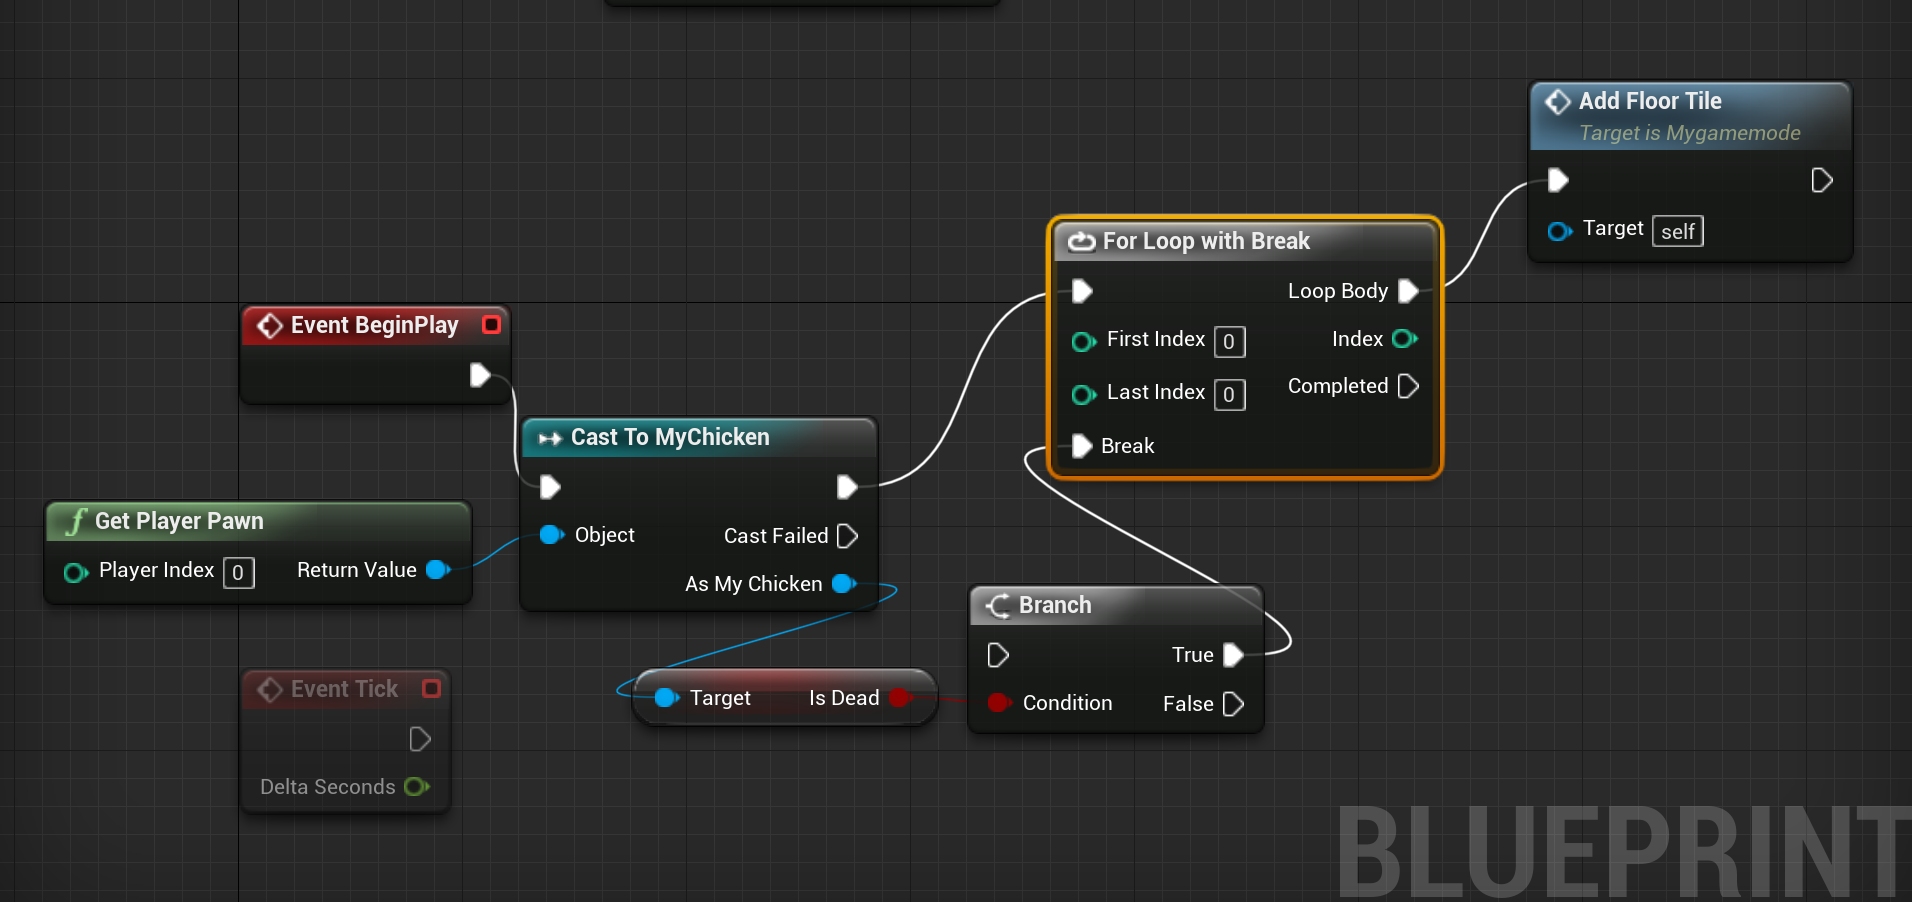 Add Floor Tile
Target is Mygamemode
Target self
For Loop with Break
Loop Body
First Index 0 Index
Last Index 0 Completed
Break
Event BeginPlay
Cast To MyChicken
Object Cast Failed
As My Chicken
Get Player Pawn
Player Index 0 Return Value
Branch
True
Condition False
Target Is Dead
Event Tick
Delta Seconds
BLUEPRINT